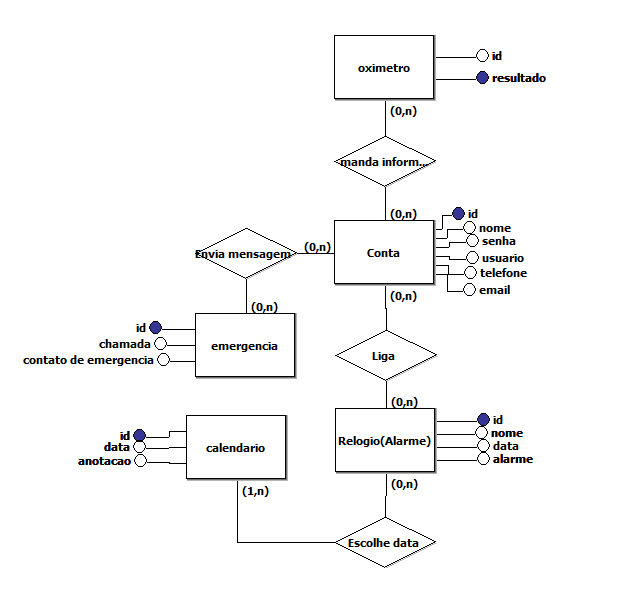 oximetro
id
resultado
(0,n)
manda inform...
(0,n)
Conta
id
nome
senha
usuario
telefone
email
Envia mensagem
(0,n)
(0,n)
(0,n)
id
chamada
contato de emergencia
emergencia
Liga
(0,n)
Relogio(Alarme)
id
nome
data
alarme
id
data
anotacao
calendario
(1,n)
(0,n)
Escolhe data